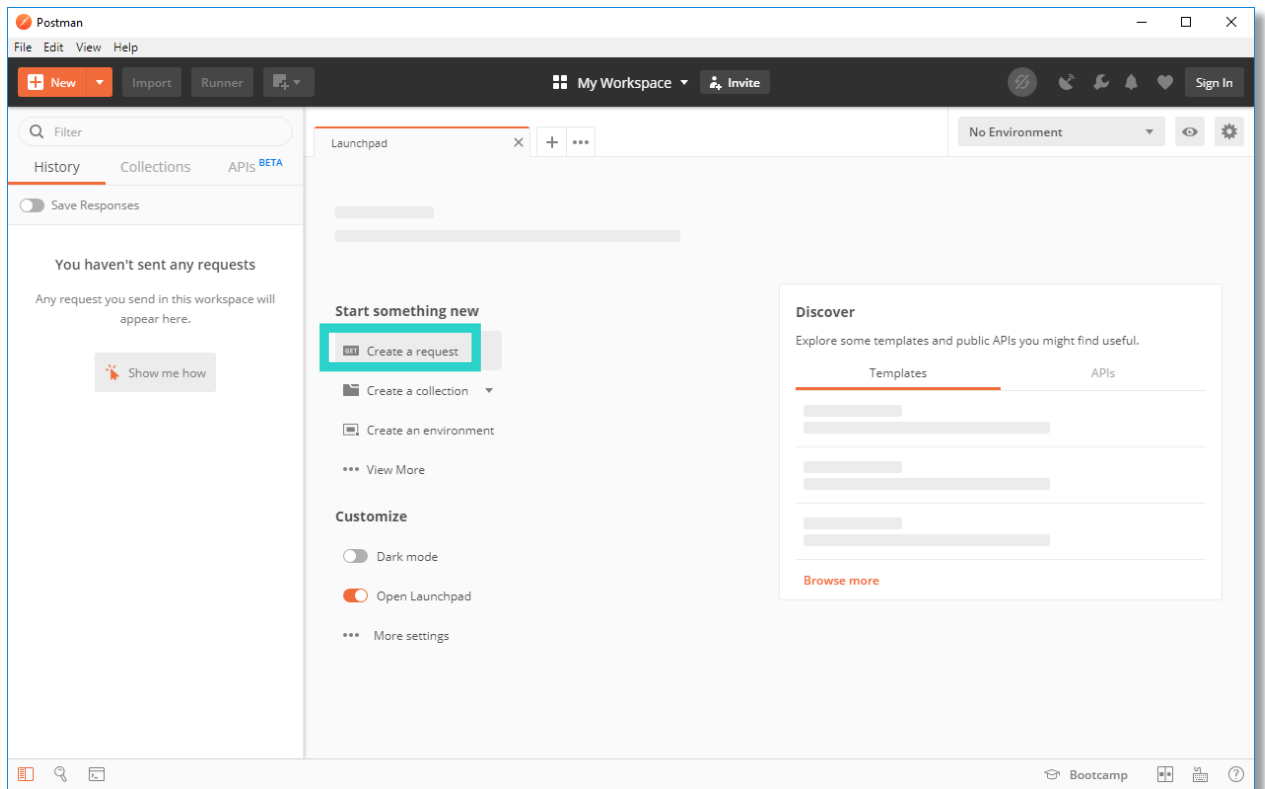 Postman
File Edit View Help
New Import Runner My Workspace Invite Sign In
Filter
History Collections APIs BETA
Save Responses
You haven't sent any requests
Any request you send in this workspace will
appear here.
Show me how
Launchpad
No Environment
Start something new
GET Create a request
Create a collection
Create an environment
View More
Customize
Dark mode
Open Launchpad
More settings
Discover
Explore some templates and public APIs you might find useful.
Templates APIs
Browse more
Bootcamp